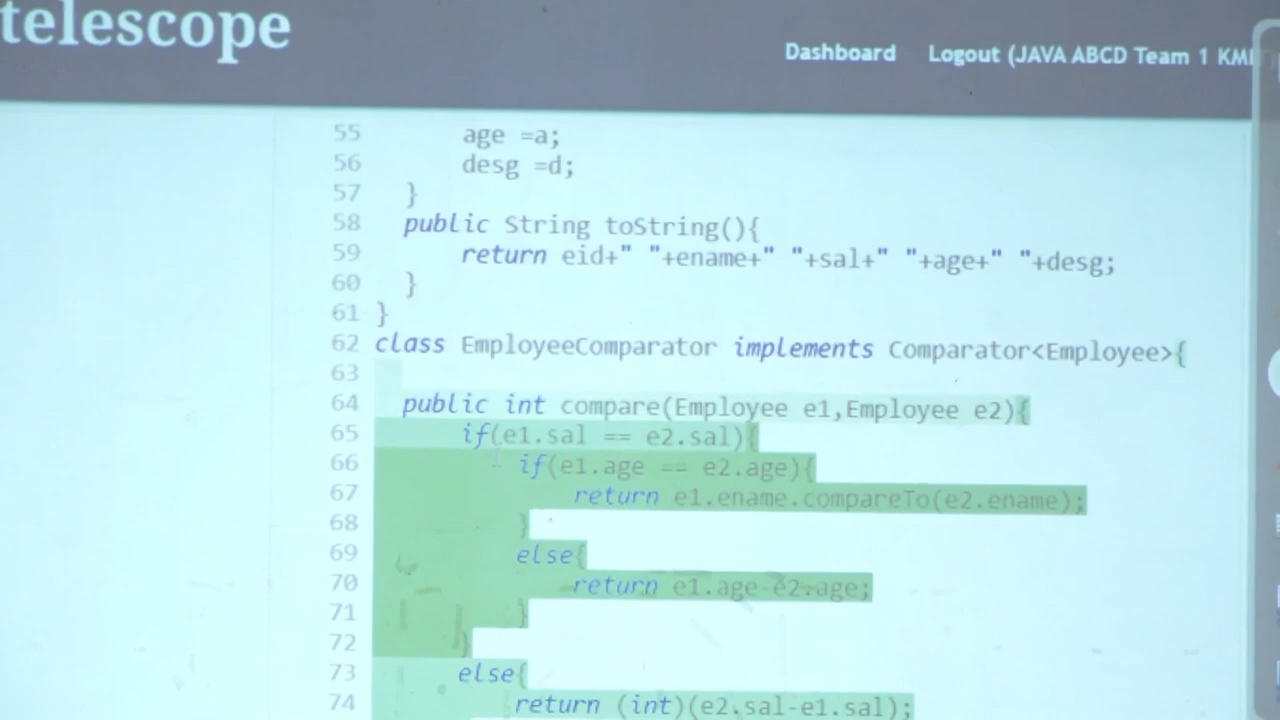 telescope
Dashboard Logout (JAVA ABCD Team 1
55 age =a;
56 desg =d;
57 }
58 public String toString(){
59 return eid+" "+ename+" "+sal+" "+age+" "+desg;
60 }
61 }
62 class EmployeeComparator implements Comparator<Employee>{
63
64 public int compare(Employee e1,Employee e2){
65 if(e1.sal == e2.sal){
66 if(e1.age == e2.age){
67 return e1.ename.compareTo(e2.ename);
68 }
69 else{
70 return e1.age-e2.age;
71 }
72 }
73 else{
74 return (int)(e2.sal-e1.sal);